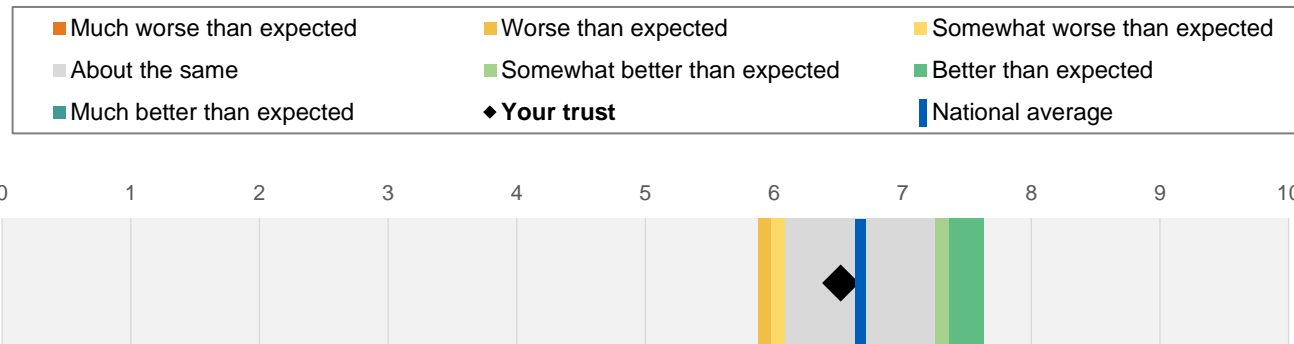 Much worse than expected Worse than expected Somewhat worse than expected
About the same Somewhat better than expected Better than expected
Much better than expected Your trust National average
0 1 2 3 4 5 6 7 8 9 10